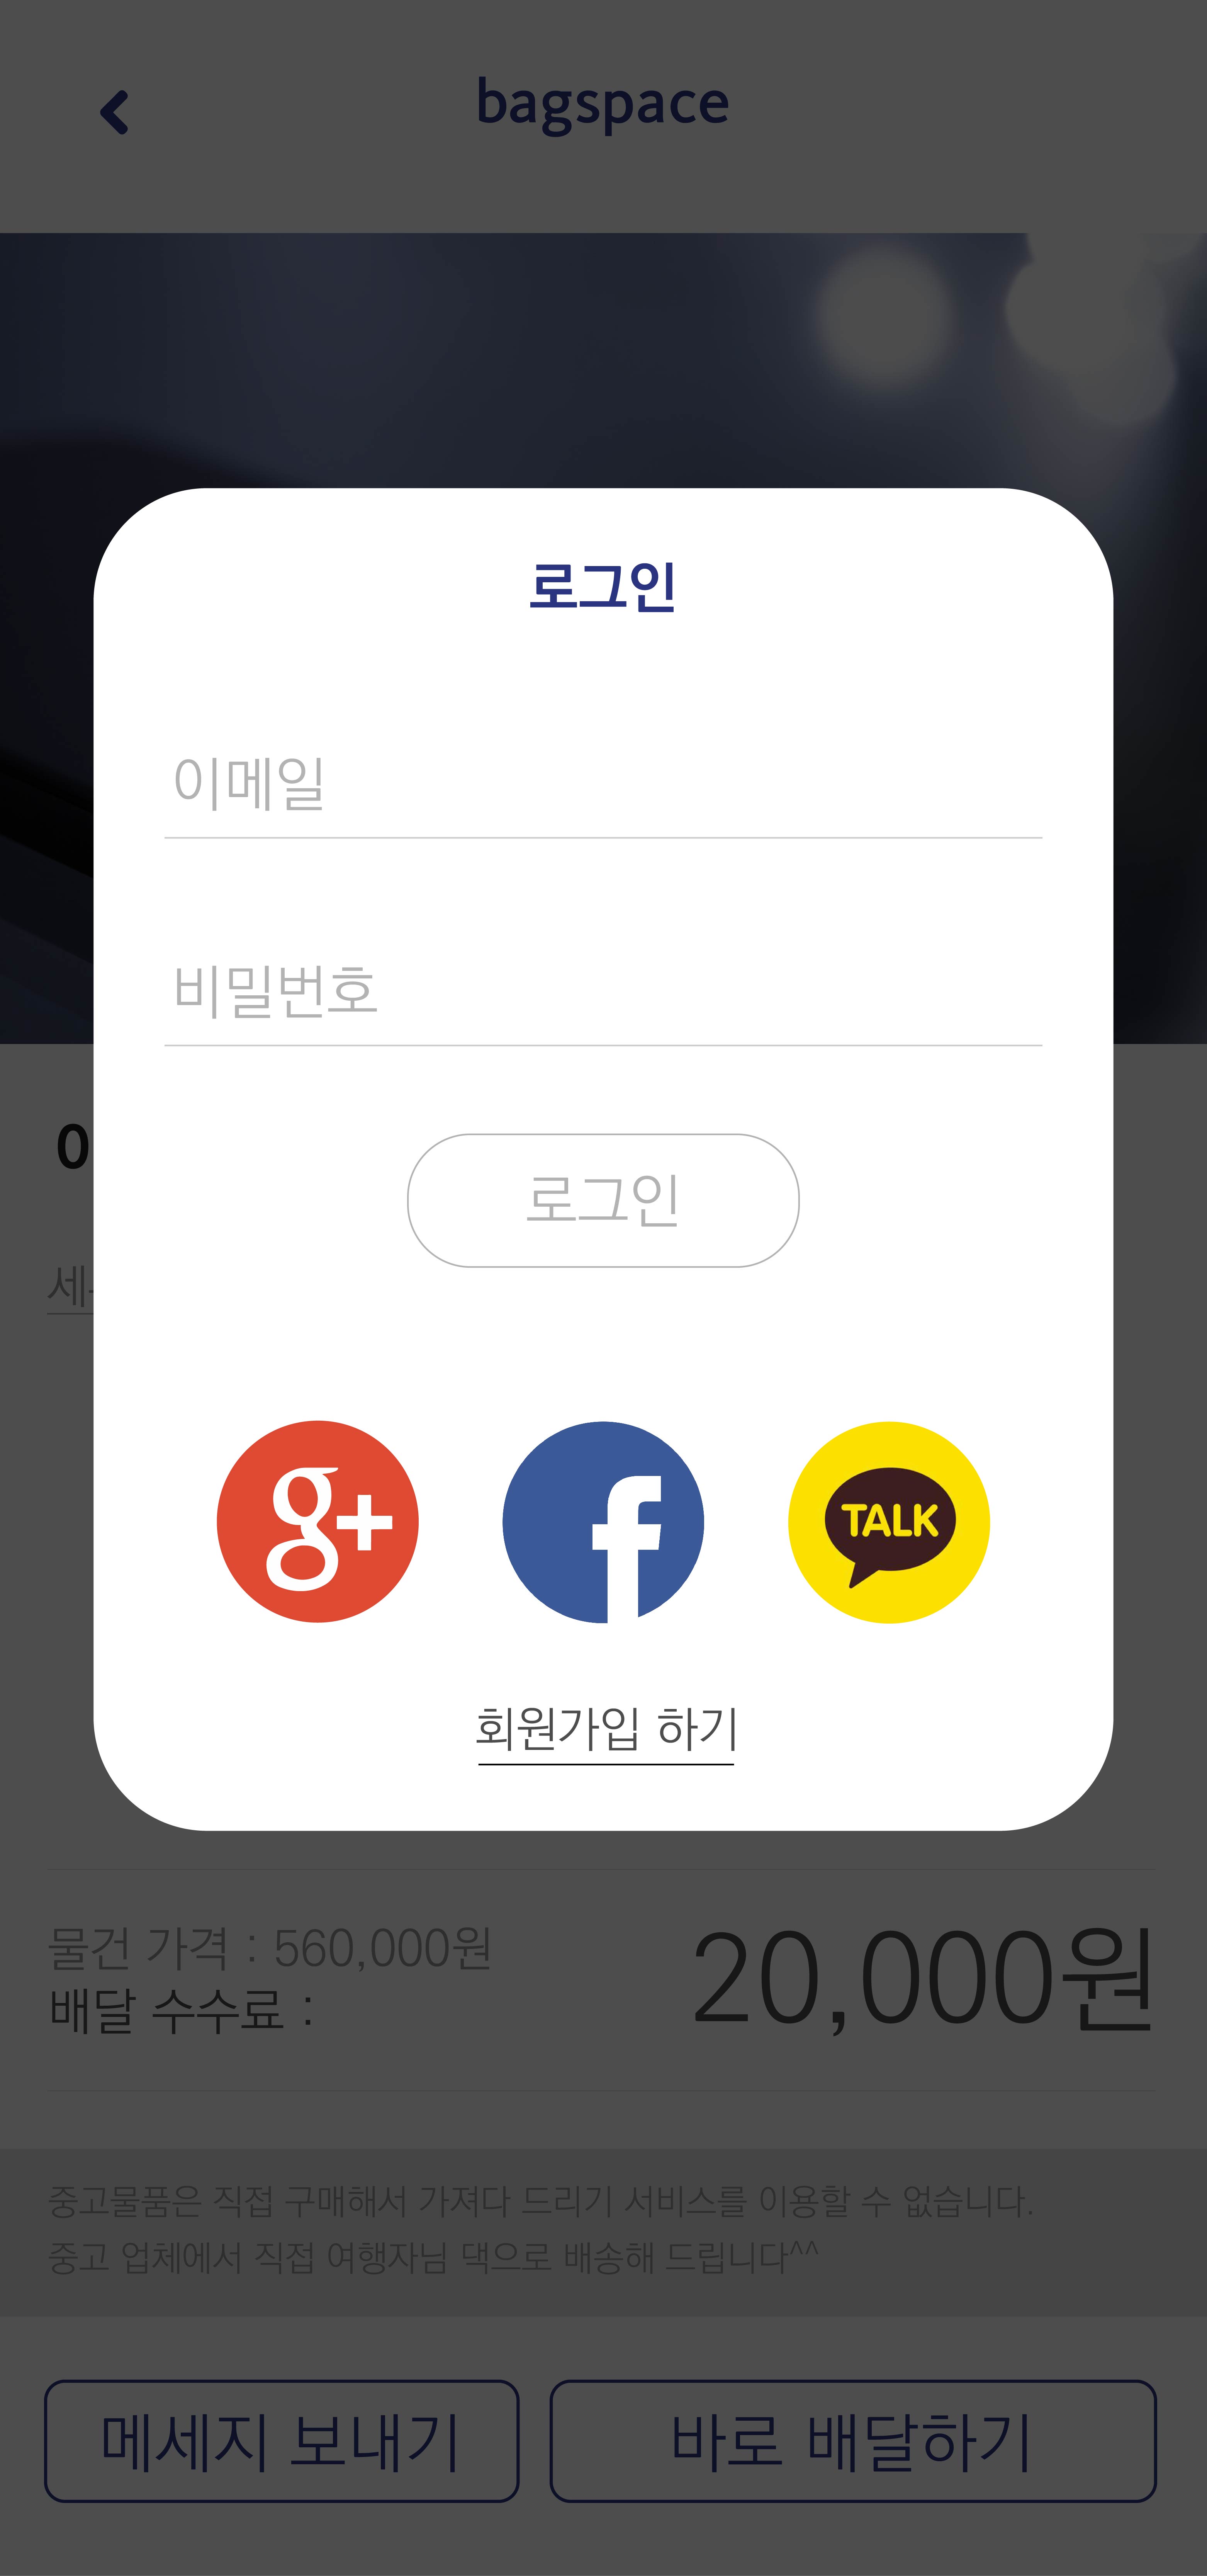 bagspace
로그인
이메일
비밀번호
로그인
g+
f
TALK
회원가입 하기
물건 가격 : 560,000원
배달 수수료 :
20,000원
중고물품은 직접 구매해서 가져다 드리기 서비스를 이용할 수 없습니다.
중고 업체에서 직접 여행자님 댁으로 배송해 드립니다^^
메세지 보내기
바로 배달하기